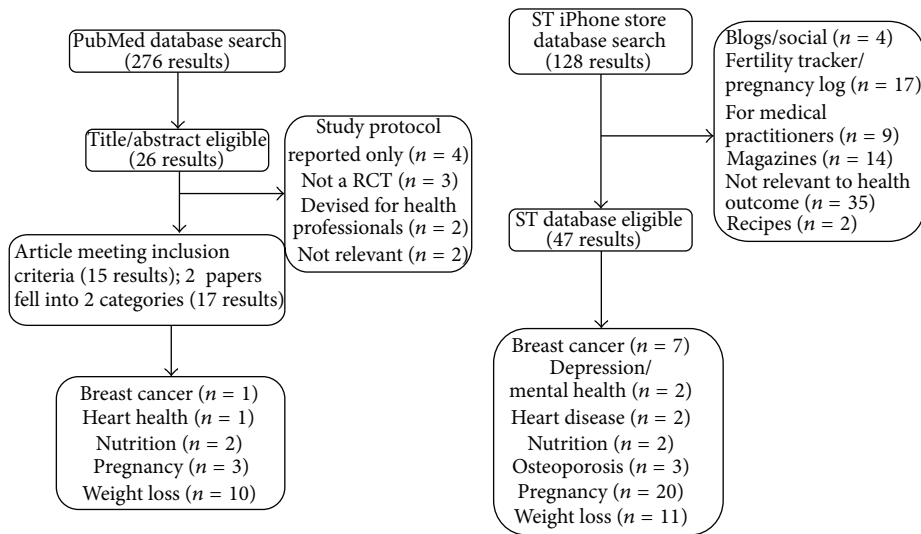 PubMed database search
(276 results)
Title/abstract eligible
(26 results)
Study protocol
reported only (n = 4)
Not a RCT (n = 3)
Devised for health
professionals (n = 2)
Not relevant (n = 2)
Article meeting inclusion
criteria (15 results); 2 papers
fell into 2 categories (17 results)
Breast cancer (n = 1)
Heart health (n = 1)
Nutrition (n = 2)
Pregnancy (n = 3)
Weight loss (n = 10)
ST iPhone store
database search
(128 results)
Blogs/social (n = 4)
Fertility tracker/
pregnancy log (n = 17)
For medical
practitioners (n = 9)
Magazines (n = 14)
Not relevant to health
outcome (n = 35)
Recipes (n = 2)
ST database eligible
(47 results)
Breast cancer (n = 7)
Depression/
mental health (n = 2)
Heart disease (n = 2)
Nutrition (n = 2)
Osteoporosis (n = 3)
Pregnancy (n = 20)
Weight loss (n = 11)